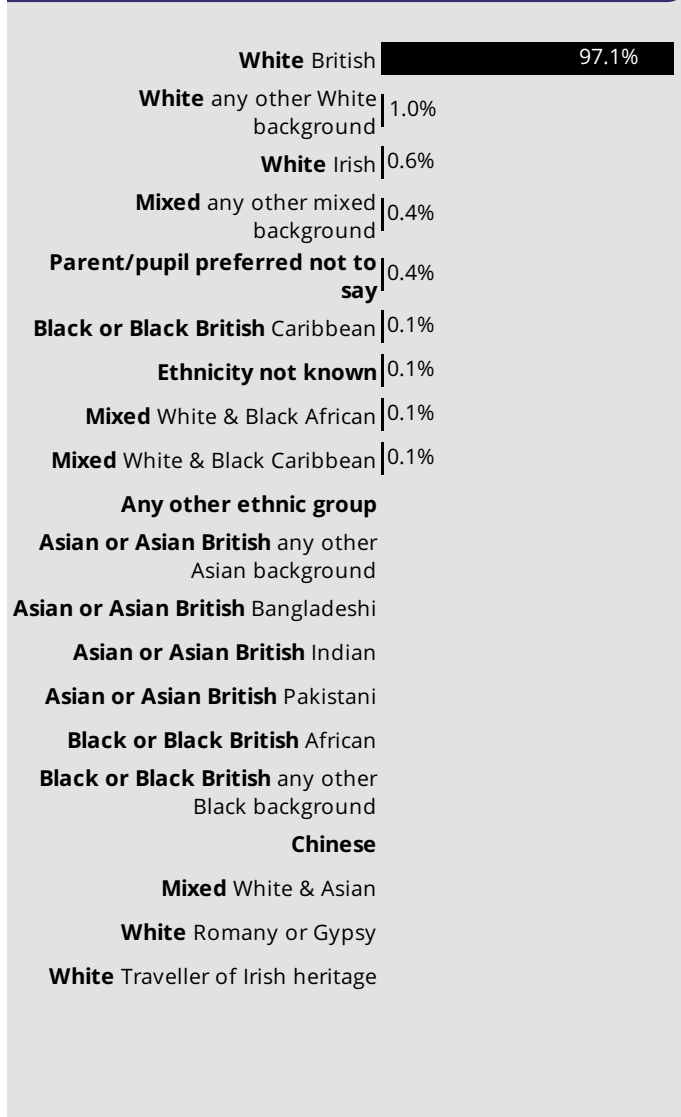 White British 97.1%
White any other White
background 1.0%
White Irish 0.6%
Mixed any other mixed
background 0.4%
Parent/pupil preferred not to
say 0.4%
Black or Black British Caribbean 0.1%
Ethnicity not known 0.1%
Mixed White & Black African 0.1%
Mixed White & Black Caribbean 0.1%
Any other ethnic group
Asian or Asian British any other
Asian background
Asian or Asian British Bangladeshi
Asian or Asian British Indian
Asian or Asian British Pakistani
Black or Black British African
Black or Black British any other
Black background
Chinese
Mixed White & Asian
White Romany or Gypsy
White Traveller of Irish heritage